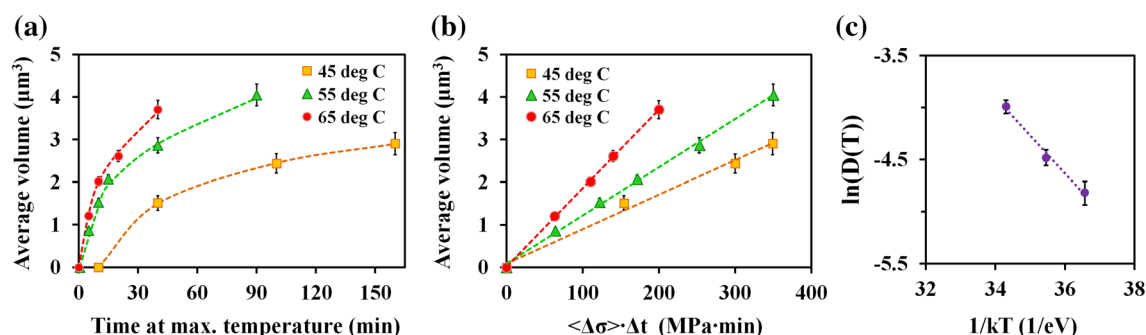 (a)
Average volume (μm³)
5
4
3
2
1
0
0
30
60
90
120
150
Time at max. temperature (min)
45 deg C
55 deg C
65 deg C
(b)
Average volume (μm³)
5
4
3
2
1
0
0
100
200
300
400
<Δσ>·Δt (MPa·min)
45 deg C
55 deg C
65 deg C
(c)
ln(D(T))
-3.5
-4.5
-5.5
32
34
36
38
1/kT (1/eV)